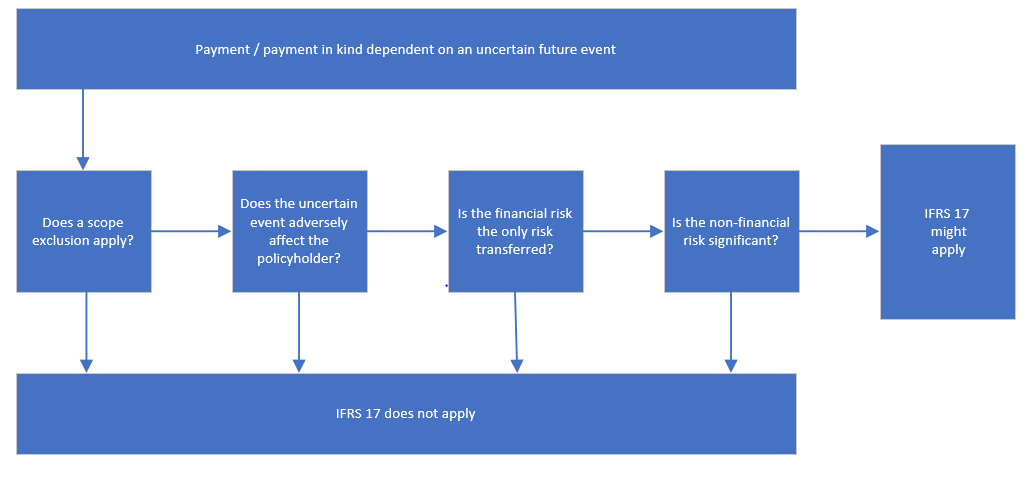 Payment / payment in kind dependent on an uncertain future event
Does a scope
exclusion apply?
Does the uncertain
event adversely
affect the
policyholder?
Is the financial risk
the only risk
transferred?
Is the non-financial
risk significant?
IFRS 17
might
apply
IFRS 17 does not apply